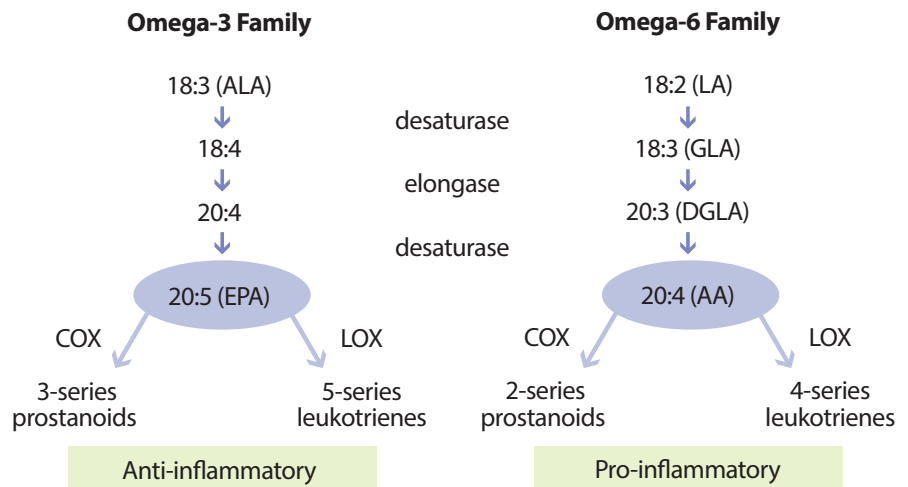 Omega-3 Family
Omega-6 Family
18:3 (ALA)
18:2 (LA)
desaturase
18:4
18:3 (GLA)
elongase
20:4
20:3 (DGLA)
desaturase
20:5 (EPA)
20:4 (AA)
COX
LOX
COX
LOX
3-series
prostanoids
5-series
leukotrienes
2-series
prostanoids
4-series
leukotrienes
Anti-inflammatory
Pro-inflammatory